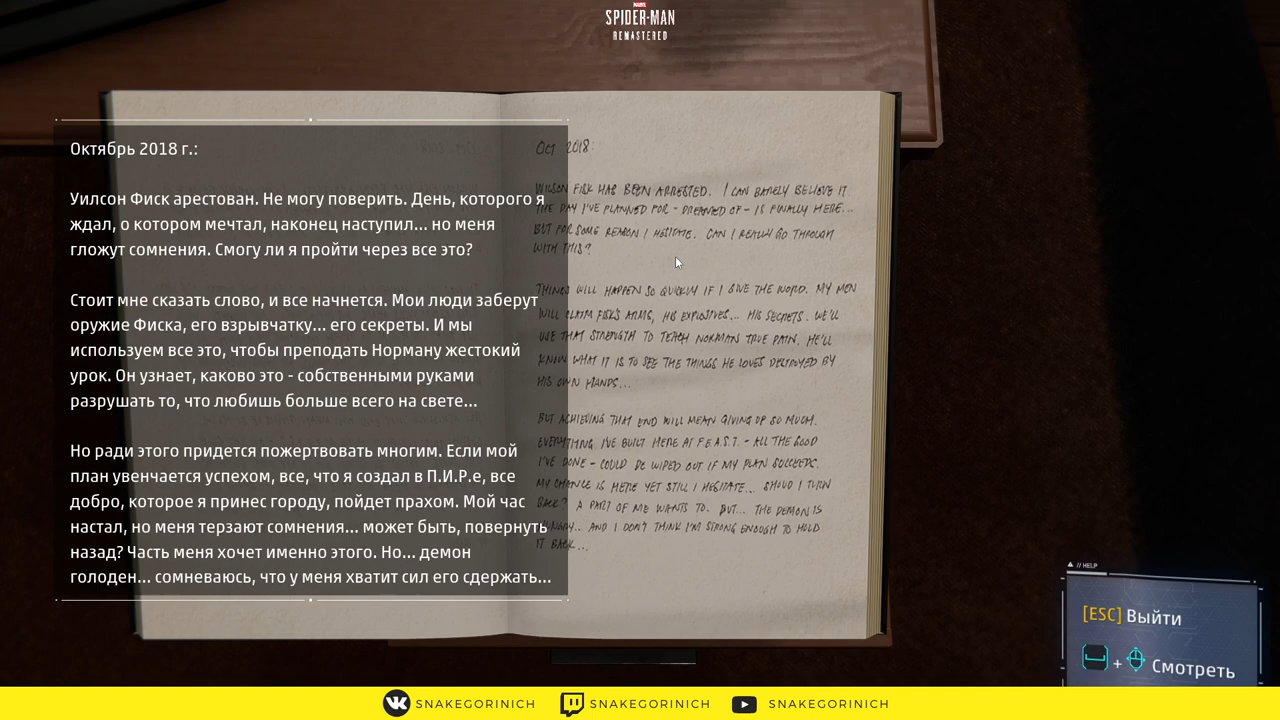 MARVEL
SPIDER-MAN
REMASTERED
Октябрь 2018 г.:
Уилсон Фиск арестован. Не могу поверить. День, которого я
ждал, о котором мечтал, наконец наступил... но меня
гложут сомнения. Смогу ли я пройти через все это?
Стоит мне сказать слово, и все начнется. Мои люди заберут
оружие Фиска, его взрывчатку... его секреты. И мы
используем все это, чтобы преподать Норману жестокий
урок. Он узнает, каково это - собственными руками
разрушать то, что любишь больше всего на свете...
Но ради этого придется пожертвовать многим. Если мой
план увенчается успехом, все, что я создал в П.И.Р.е, все
добро, которое я принес городу, пойдет прахом. Мой час
настал, но меня терзают сомнения... может быть, повернуть
назад? Часть меня хочет именно этого. Но... демон
голоден... сомневаюсь, что у меня хватит сил его сдержать...
Oct 2018:
WILSON FISK HAS BEEN ARRESTED. I CAN BARELY BELIEVE IT
THE DAY I'VE PLANNED FOR - DREAMED OF - IS FINALLY HERE...
BUT FOR SOME REASON I HESITATE. CAN I REALLY GO THROUGH
WITH THIS?
THINGS WILL HAPPEN SO QUICKLY IF I GIVE THE WORD. MY MEN
WILL CLAIM FISK'S ARMS, HIS EXPLOSIVES... HIS SECRETS. WE'LL
USE THAT STRENGTH TO TEACH NORMAN TRUE PAIN. HE'LL
KNOW WHAT IT IS TO SEE THE THINGS HE LOVES DESTROYED BY
HIS OWN HANDS...
BUT ACHIEVING THAT END WILL MEAN GIVING UP SO MUCH.
EVERYTHING I'VE BUILT HERE AT F.E.A.S.T. - ALL THE GOOD
I'VE DONE - COULD BE WIPED OUT IF MY PLAN SUCCEEDS.
MY CHANCE IS HERE YET STILL I HESITATE... SHOULD I TURN
BACK? A PART OF ME WANTS TO. BUT... THE DEMON IS
HUNGRY... AND I DON'T THINK I'M STRONG ENOUGH TO HOLD
IT BACK...
// HELP
[ESC] Выйти
+ Смотреть
SNAKEGORINICH
SNAKEGORINICH
SNAKEGORINICH